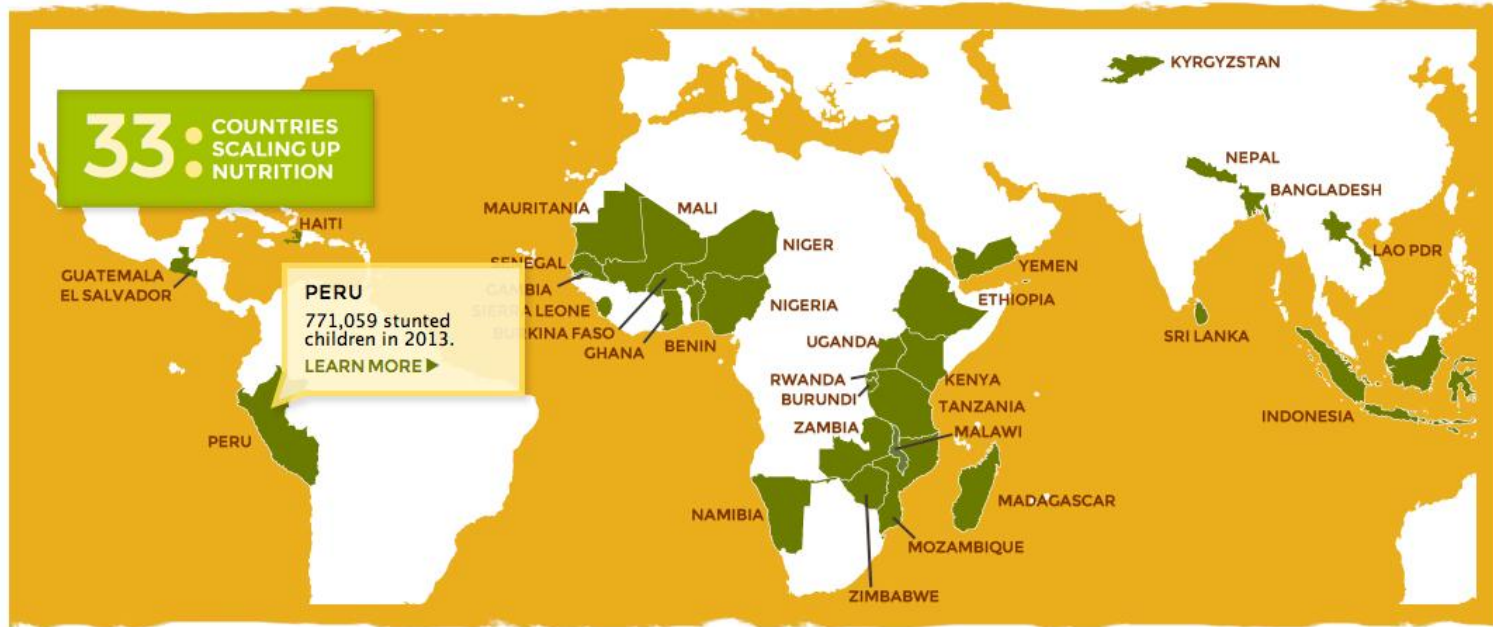 33:
COUNTRIES
SCALING UP
NUTRITION
KYRGYZSTAN
NEPAL
BANGLADESH
LAO PDR
HAITI
MAURITANIA
MALI
NIGER
SENEGAL
GAMBIA
SIERRA LEONE
BURKINA FASO
GHANA
BENIN
NIGERIA
YEMEN
ETHIOPIA
UGANDA
SRI LANKA
GUATEMALA
EL SALVADOR
PERU
771,059 stunted
children in 2013.
LEARN MORE
RWANDA
BURUNDI
KENYA
TANZANIA
INDONESIA
PERU
ZAMBIA
MALAWI
MADAGASCAR
NAMIBIA
MOZAMBIQUE
ZIMBABWE